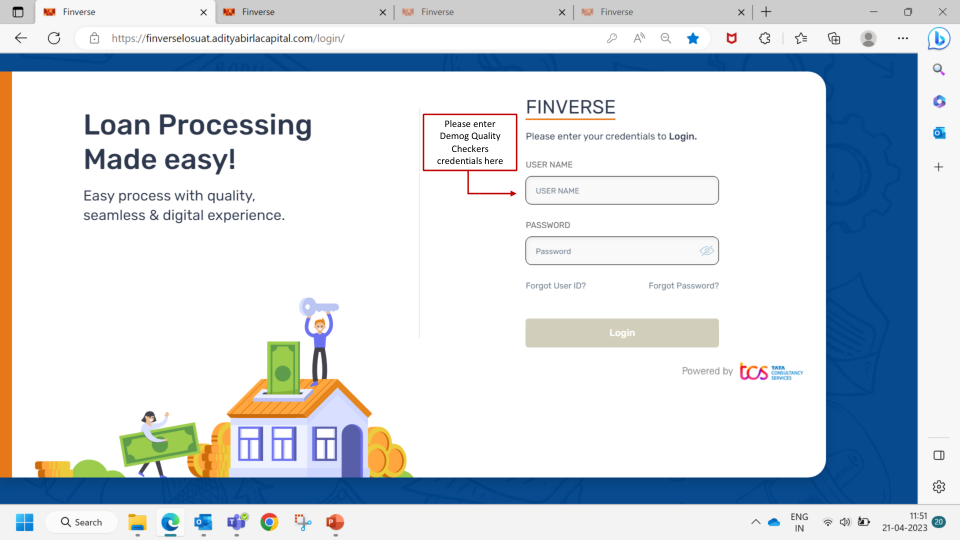 Finverse
Finverse
Finverse
Finverse
https://finverselosuat.adityabirlacapital.com/login/
Loan Processing
Made easy!
Easy process with quality,
seamless & digital experience.
Please enter
Demog Quality
Checkers
credentials here
FINVERSE
Please enter your credentials to Login.
USER NAME
USER NAME
PASSWORD
Password
Forgot User ID?
Forgot Password?
Login
Powered by
tcs
TATA
CONSULTANCY
SERVICES
Search
ENG
IN
11:51
21-04-2023
20